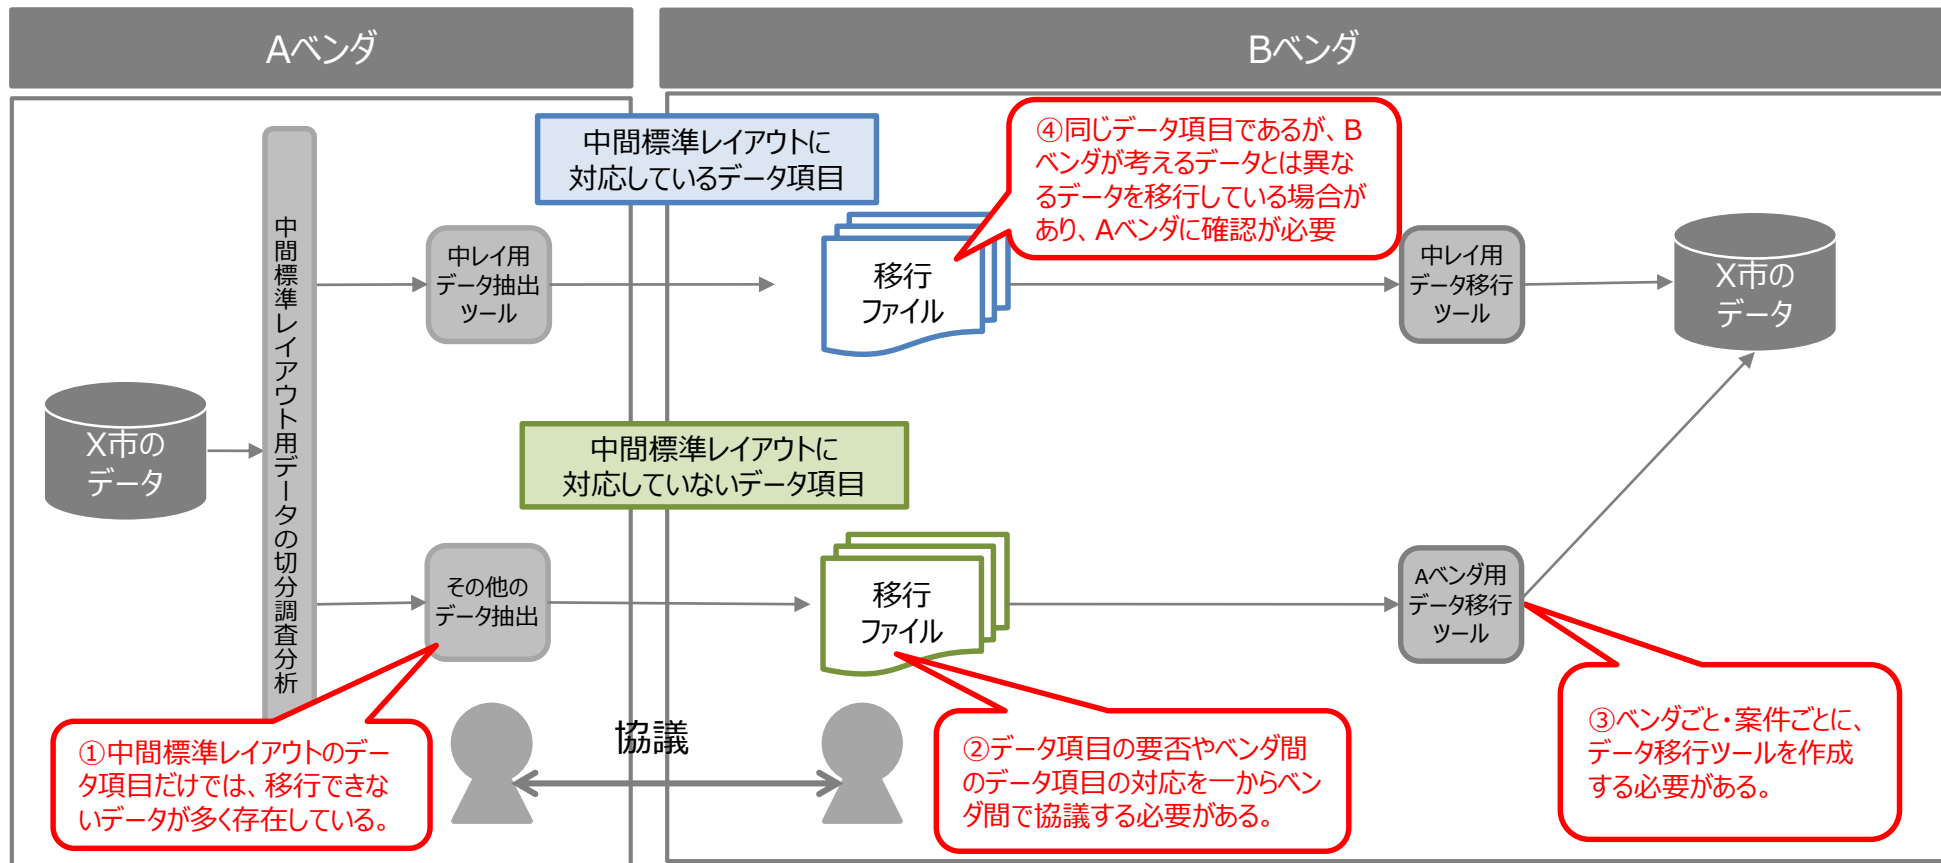 Aベンダ
Bベンダ
中間標準レイアウトに
対応しているデータ項目
④同じデータ項目であるが、B
ベンダが考えるデータとは異な
るデータを移行している場合が
あり、Aベンダに確認が必要
中間標準レイアウト用データの切分調査分析
中レイ用
データ抽出
ツール
移行
ファイル
中レイ用
データ移行
ツール
X市の
データ
X市の
データ
中間標準レイアウトに
対応していないデータ項目
その他の
データ抽出
移行
ファイル
Aベンダ用
データ移行
ツール
協議
①中間標準レイアウトのデー
タ項目だけでは、移行できな
いデータが多く存在している。
②データ項目の要否やベンダ間
のデータ項目の対応を一からベン
ダ間で協議する必要がある。
③ベンダごと・案件ごとに、
データ移行ツールを作成
する必要がある。